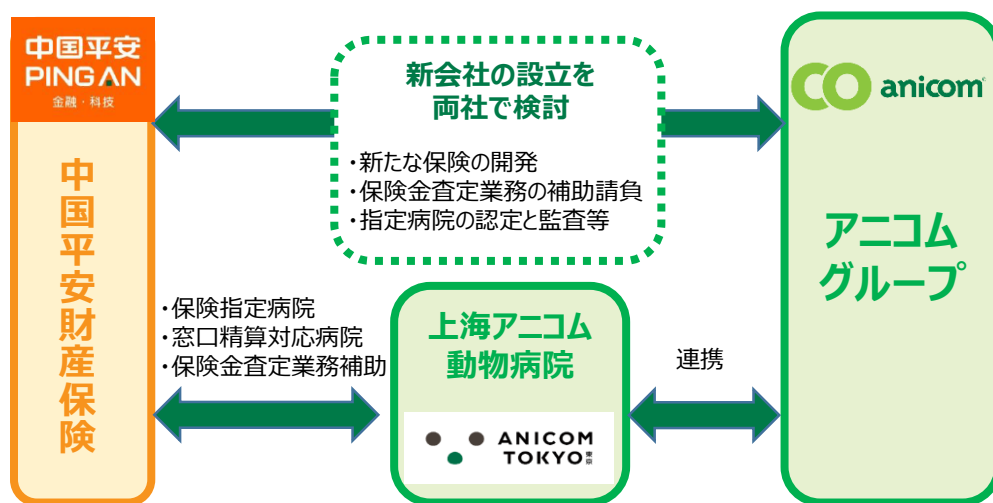 中国平安
PING AN
金融・科技
中国平安財産保険
新会社の設立を
両社で検討
・新たな保険の開発
・保険金査定業務の補助請負
・指定病院の認定と監査等
anicom
アニコム
グループ
・保険指定病院
・窓口精算対応病院
・保険金査定業務補助
上海アニコム
動物病院
ANICOM
TOKYO東京
連携